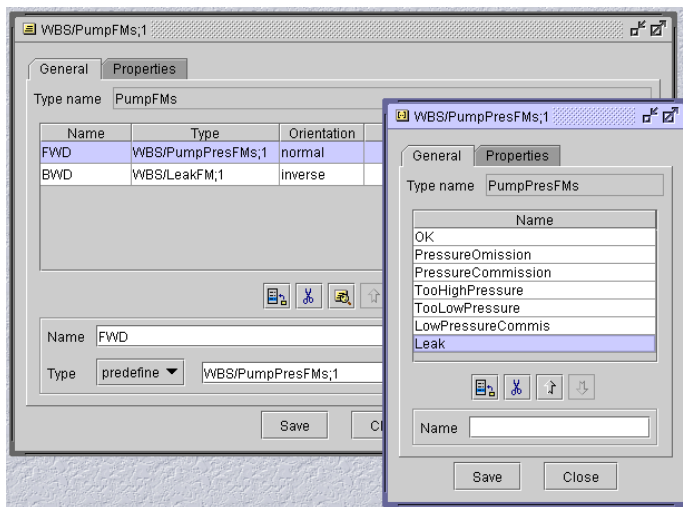 WBS/PumpFMs;1
General Properties
Type name PumpFMs
Name Type Orientation
FWD WBS/PumpPresFMs;1 normal
BWD WBS/LeakFM;1 inverse
Name FWD
Type predefine WBS/PumpPresFMs;1
Save
WBS/PumpPresFMs;1
General Properties
Type name PumpPresFMs
Name
OK
PressureOmission
PressureCommission
TooHighPressure
TooLowPressure
LowPressureCommis
Leak
Name
Save Close